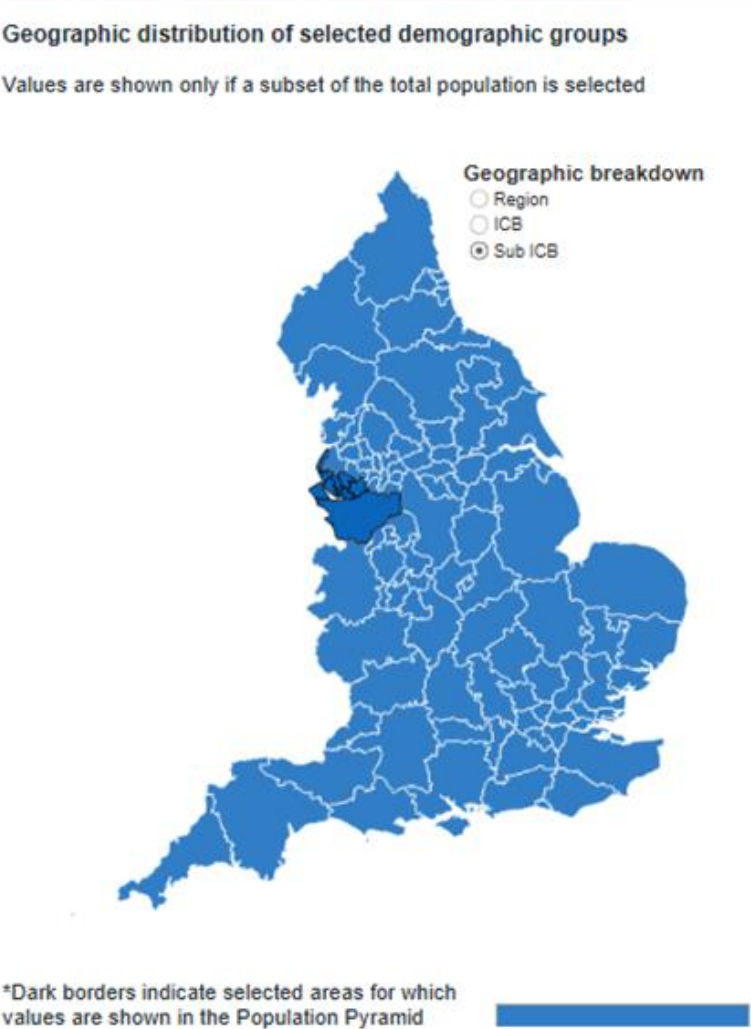 Geographic distribution of selected demographic groups
Values are shown only if a subset of the total population is selected
Geographic breakdown
Region
ICB
Sub ICB
*Dark borders indicate selected areas for which
values are shown in the Population Pyramid